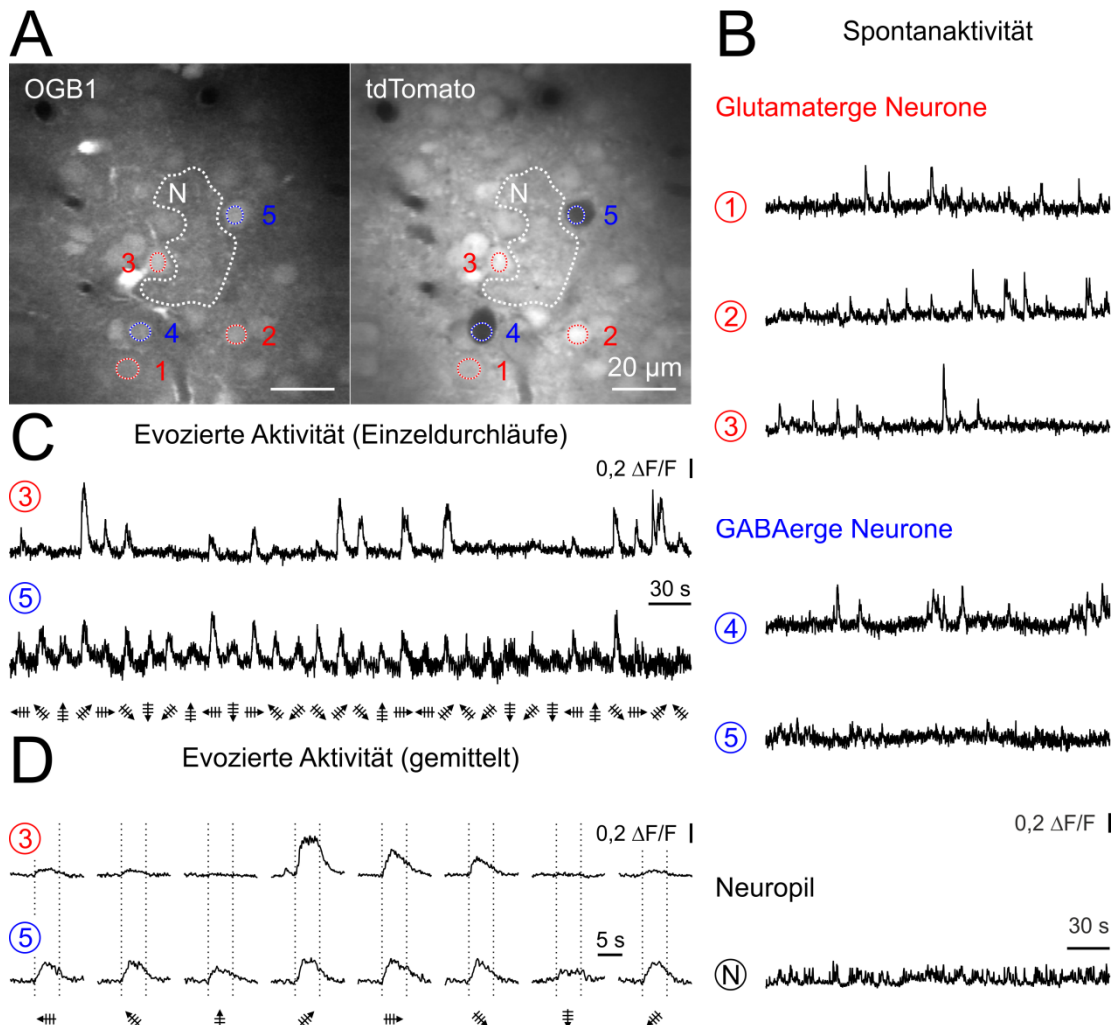 A
OGB1
tdTomato
N
N
5
5
3
3
4
4
2
2
1
1
20 µm
B
Spontanaktivität
Glutamaterge Neurone
1
2
3
GABAerge Neurone
4
5
0,2 ΔF/F
Neuropil
30 s
N
C
Evozierte Aktivität (Einzeldurchläufe)
0,2 ΔF/F
3
5
30 s
D
Evozierte Aktivität (gemittelt)
3
0,2 ΔF/F
5
5 s